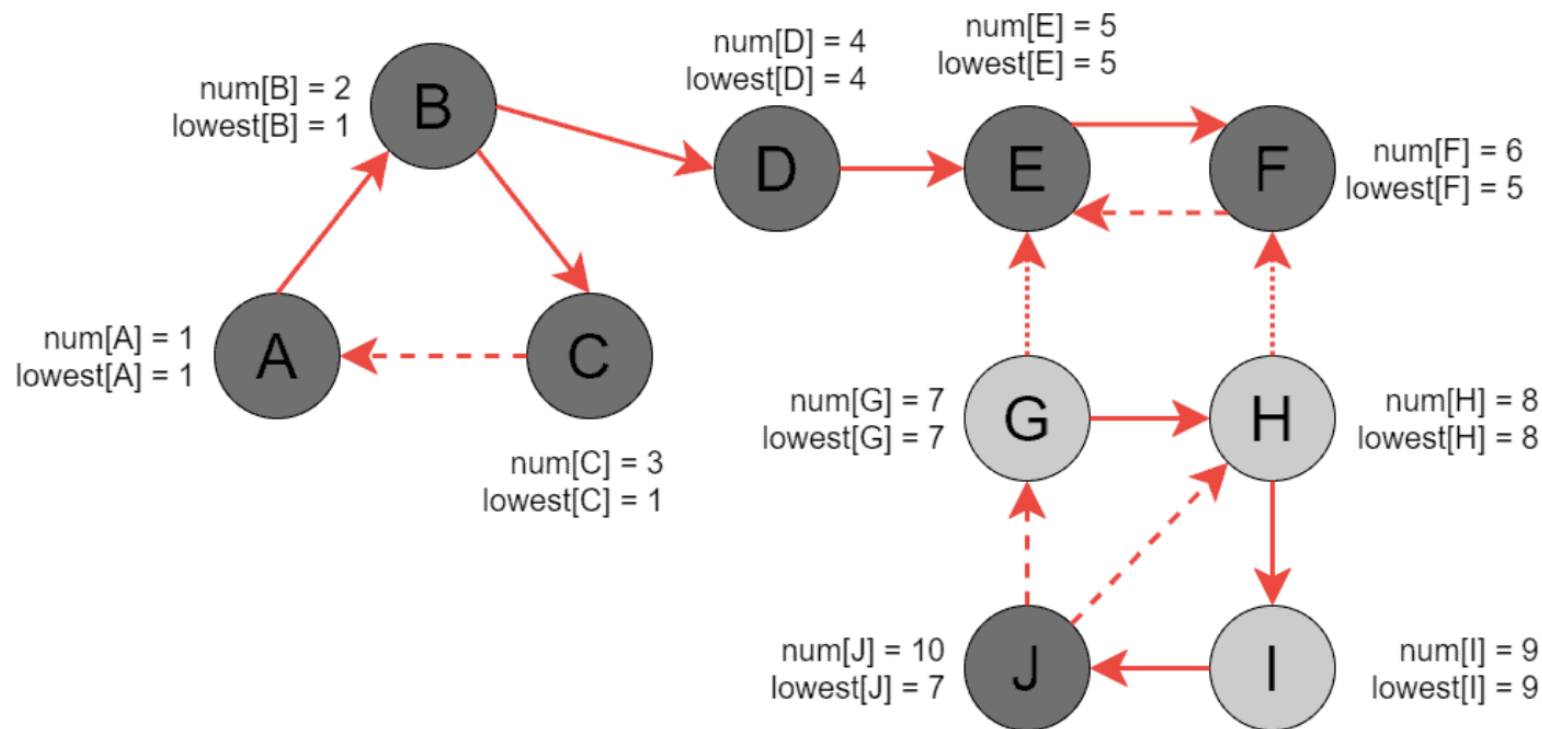 num[B] = 2
lowest[B] = 1
B
num[D] = 4
lowest[D] = 4
D
num[E] = 5
lowest[E] = 5
E
F
num[F] = 6
lowest[F] = 5
num[A] = 1
lowest[A] = 1
A
C
num[C] = 3
lowest[C] = 1
num[G] = 7
lowest[G] = 7
G
H
num[H] = 8
lowest[H] = 8
num[J] = 10
lowest[J] = 7
J
I
num[I] = 9
lowest[I] = 9